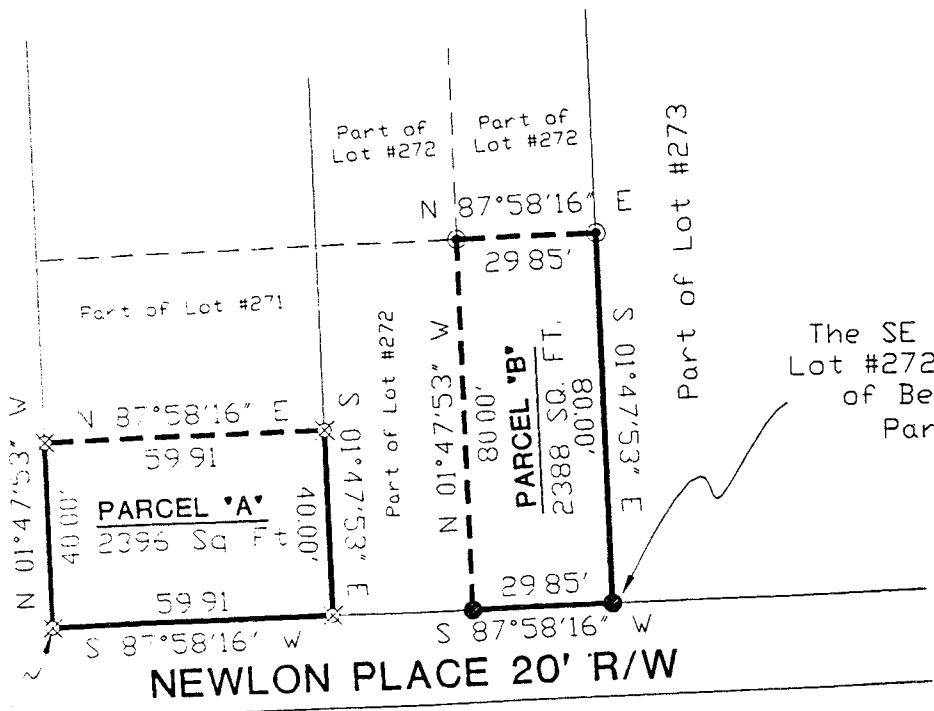 Part of
Lot #272
Part of
Lot #272
Part of Lot #273
N 87°58'16" E
29 85'
Part of Lot #271
Part of Lot #272
N 01°47'53" W
80.00'
PARCEL "B"
2388 SQ. FT.
80.00'
S 01°47'53" E
The SE
Lot #272
of Be
Par
N 87°58'16" E
59 91
N 01°47'53" W
40.00'
PARCEL "A"
2396 Sq Ft
40.00'
S 01°47'53" E
59 91
S 87°58'16" W
29 85'
S 87°58'16" W
NEWLON PLACE 20' R/W